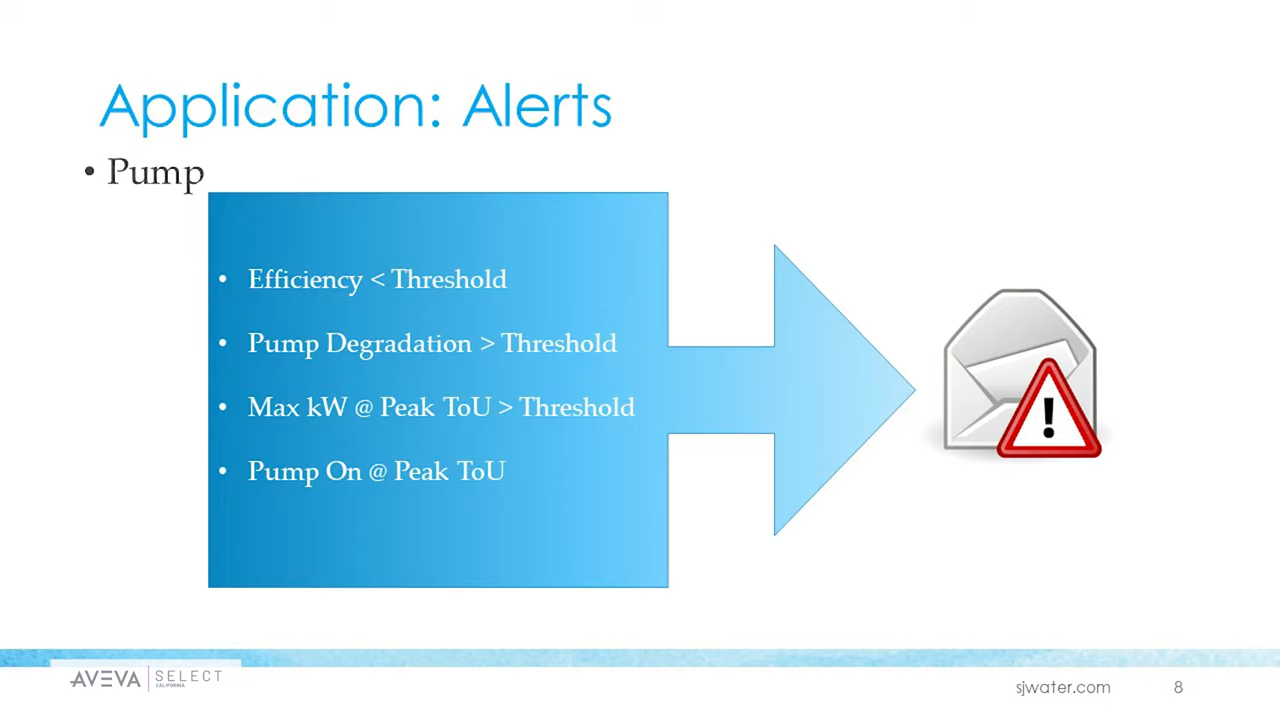 Application: Alerts
• Pump
• Efficiency < Threshold
• Pump Degradation > Threshold
• Max kW @ Peak ToU > Threshold
• Pump On @ Peak ToU
!
AVEVA SELECT
CALIFORNIA
sjwater.com 8